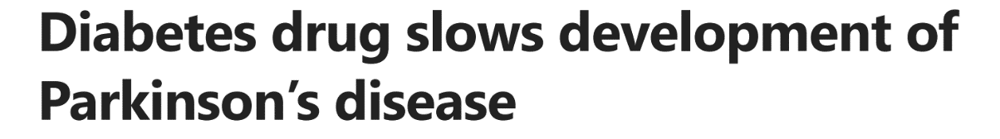 Diabetes drug slows development of
Parkinson’s disease